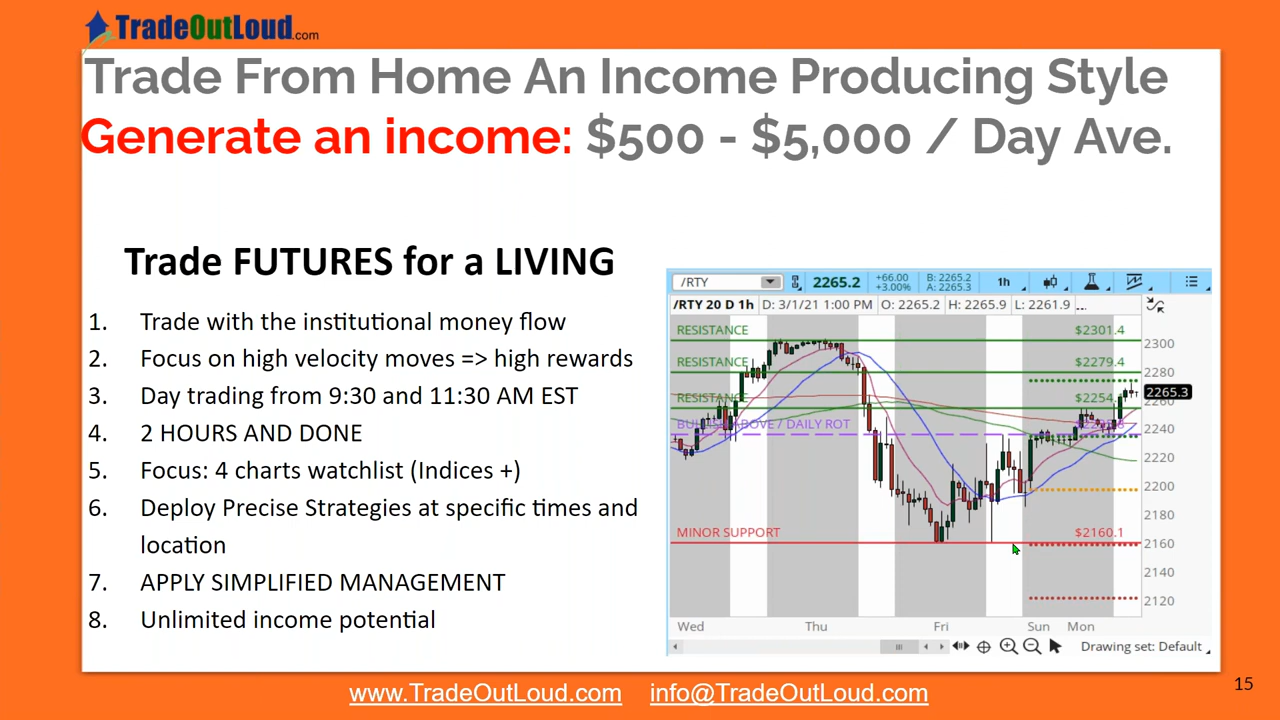 TradeOutLoud.com
Trade From Home An Income Producing Style
Generate an income: $500 - $5,000 / Day Ave.
Trade FUTURES for a LIVING
1. Trade with the institutional money flow
2. Focus on high velocity moves => high rewards
3. Day trading from 9:30 and 11:30 AM EST
4. 2 HOURS AND DONE
5. Focus: 4 charts watchlist (Indices +)
6. Deploy Precise Strategies at specific times and
location
7. APPLY SIMPLIFIED MANAGEMENT
8. Unlimited income potential
/RTY 2265.2 +66.00 B: 2265.2 1h
+3.00% A: 2265.3
/RTY 20 D 1h D: 3/1/21 1:00 PM O: 2265.2 H: 2265.9 L: 2261.9 ...
RESISTANCE $2301.4
2300
RESISTANCE $2279.4
2280
2265.3
RESISTANCE $2254
2260
ABOVE / DAILY ROT
2240
2220
2200
2180
MINOR SUPPORT $2160.1
2160
2140
2120
Wed Thu Fri Sun Mon
Drawing set: Default
www.TradeOutLoud.com info@TradeOutLoud.com
15